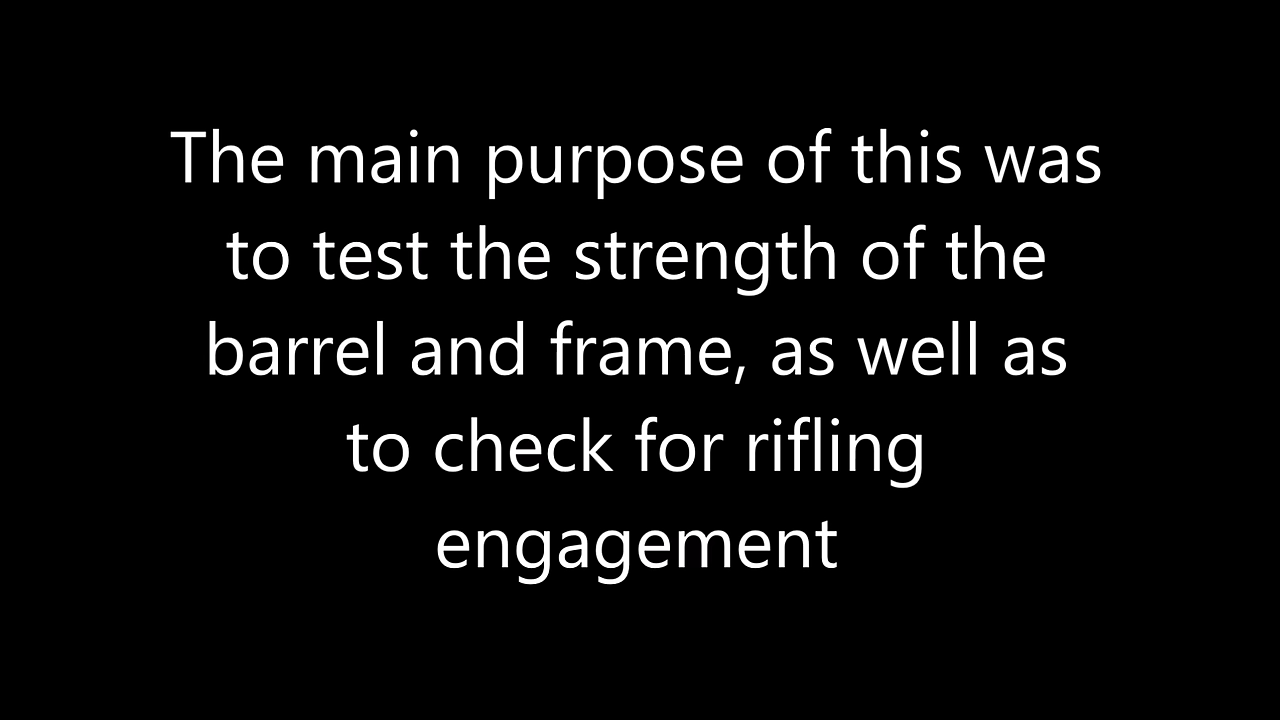 The main purpose of this was
to test the strength of the
barrel and frame, as well as
to check for rifling
engagement